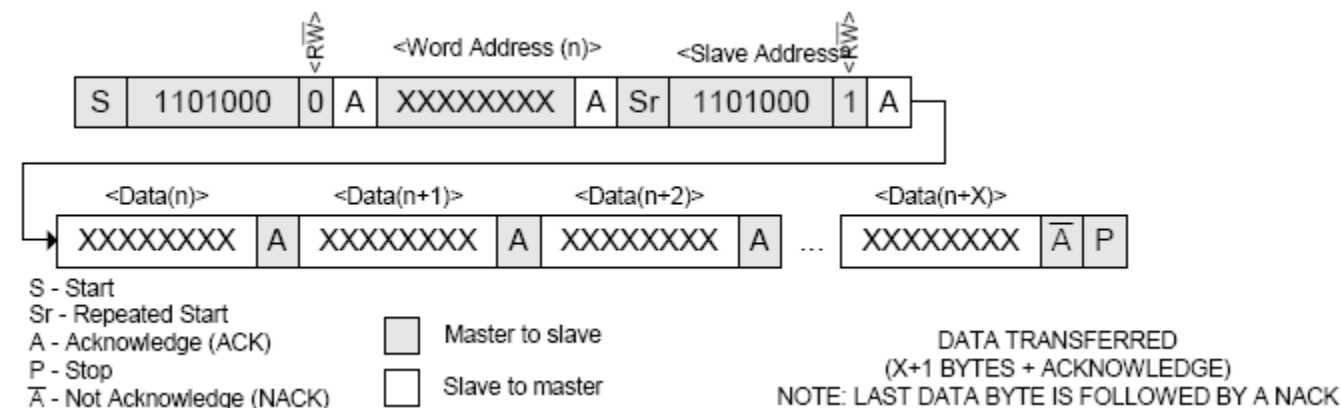 <RW̅> <Word Address (n)> <Slave Address> <RW̅>
S 1101000 0 A XXXXXXXX A Sr 1101000 1 A
<Data(n)> <Data(n+1)> <Data(n+2)> <Data(n+X)>
XXXXXXXX A XXXXXXXX A XXXXXXXX A ... XXXXXXXX A̅ P
S - Start
Sr - Repeated Start
A - Acknowledge (ACK)
P - Stop
A̅ - Not Acknowledge (NACK)
Master to slave
Slave to master
DATA TRANSFERRED
(X+1 BYTES + ACKNOWLEDGE)
NOTE: LAST DATA BYTE IS FOLLOWED BY A NACK